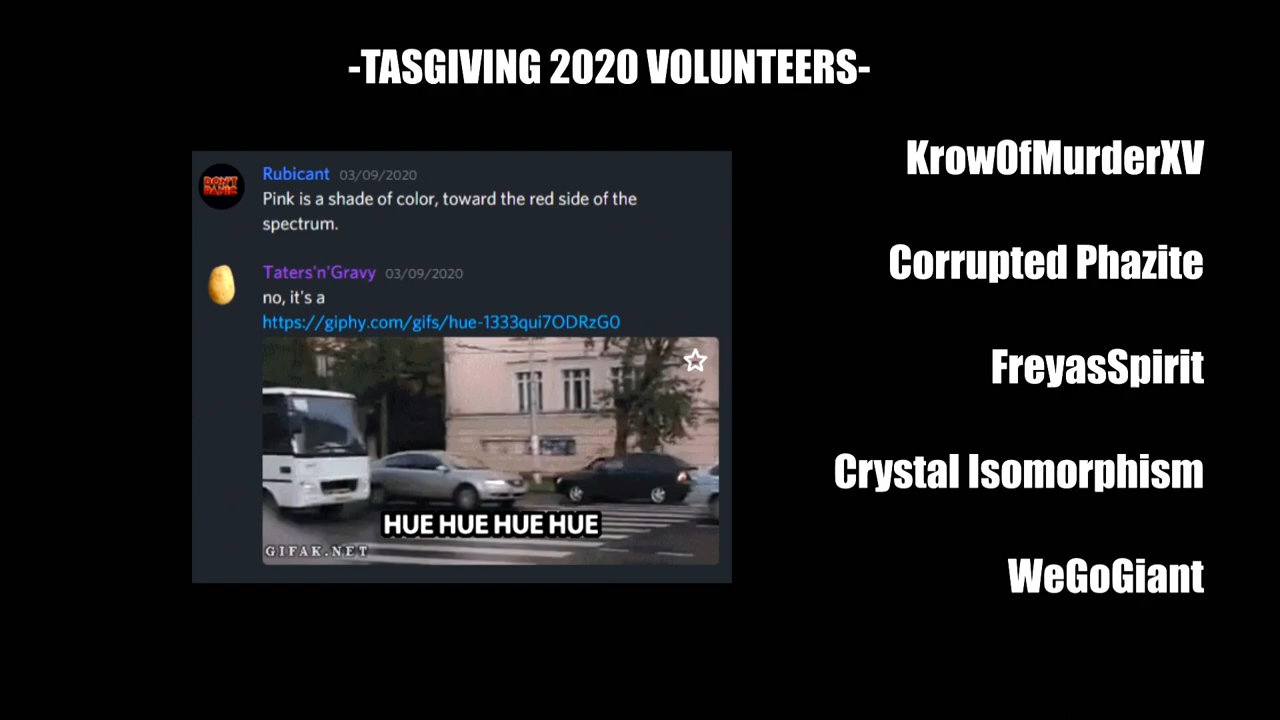 -TASGIVING 2020 VOLUNTEERS-
DON'T
PANIC
Rubicant 03/09/2020
Pink is a shade of color, toward the red side of the
spectrum.
Taters'n'Gravy 03/09/2020
no, it's a
https://giphy.com/gifs/hue-1333qui7ODRzG0
HUE HUE HUE HUE
GIFAK.NET
KrowOfMurderXV
Corrupted Phazite
FreyasSpirit
Crystal Isomorphism
WeGoGiant